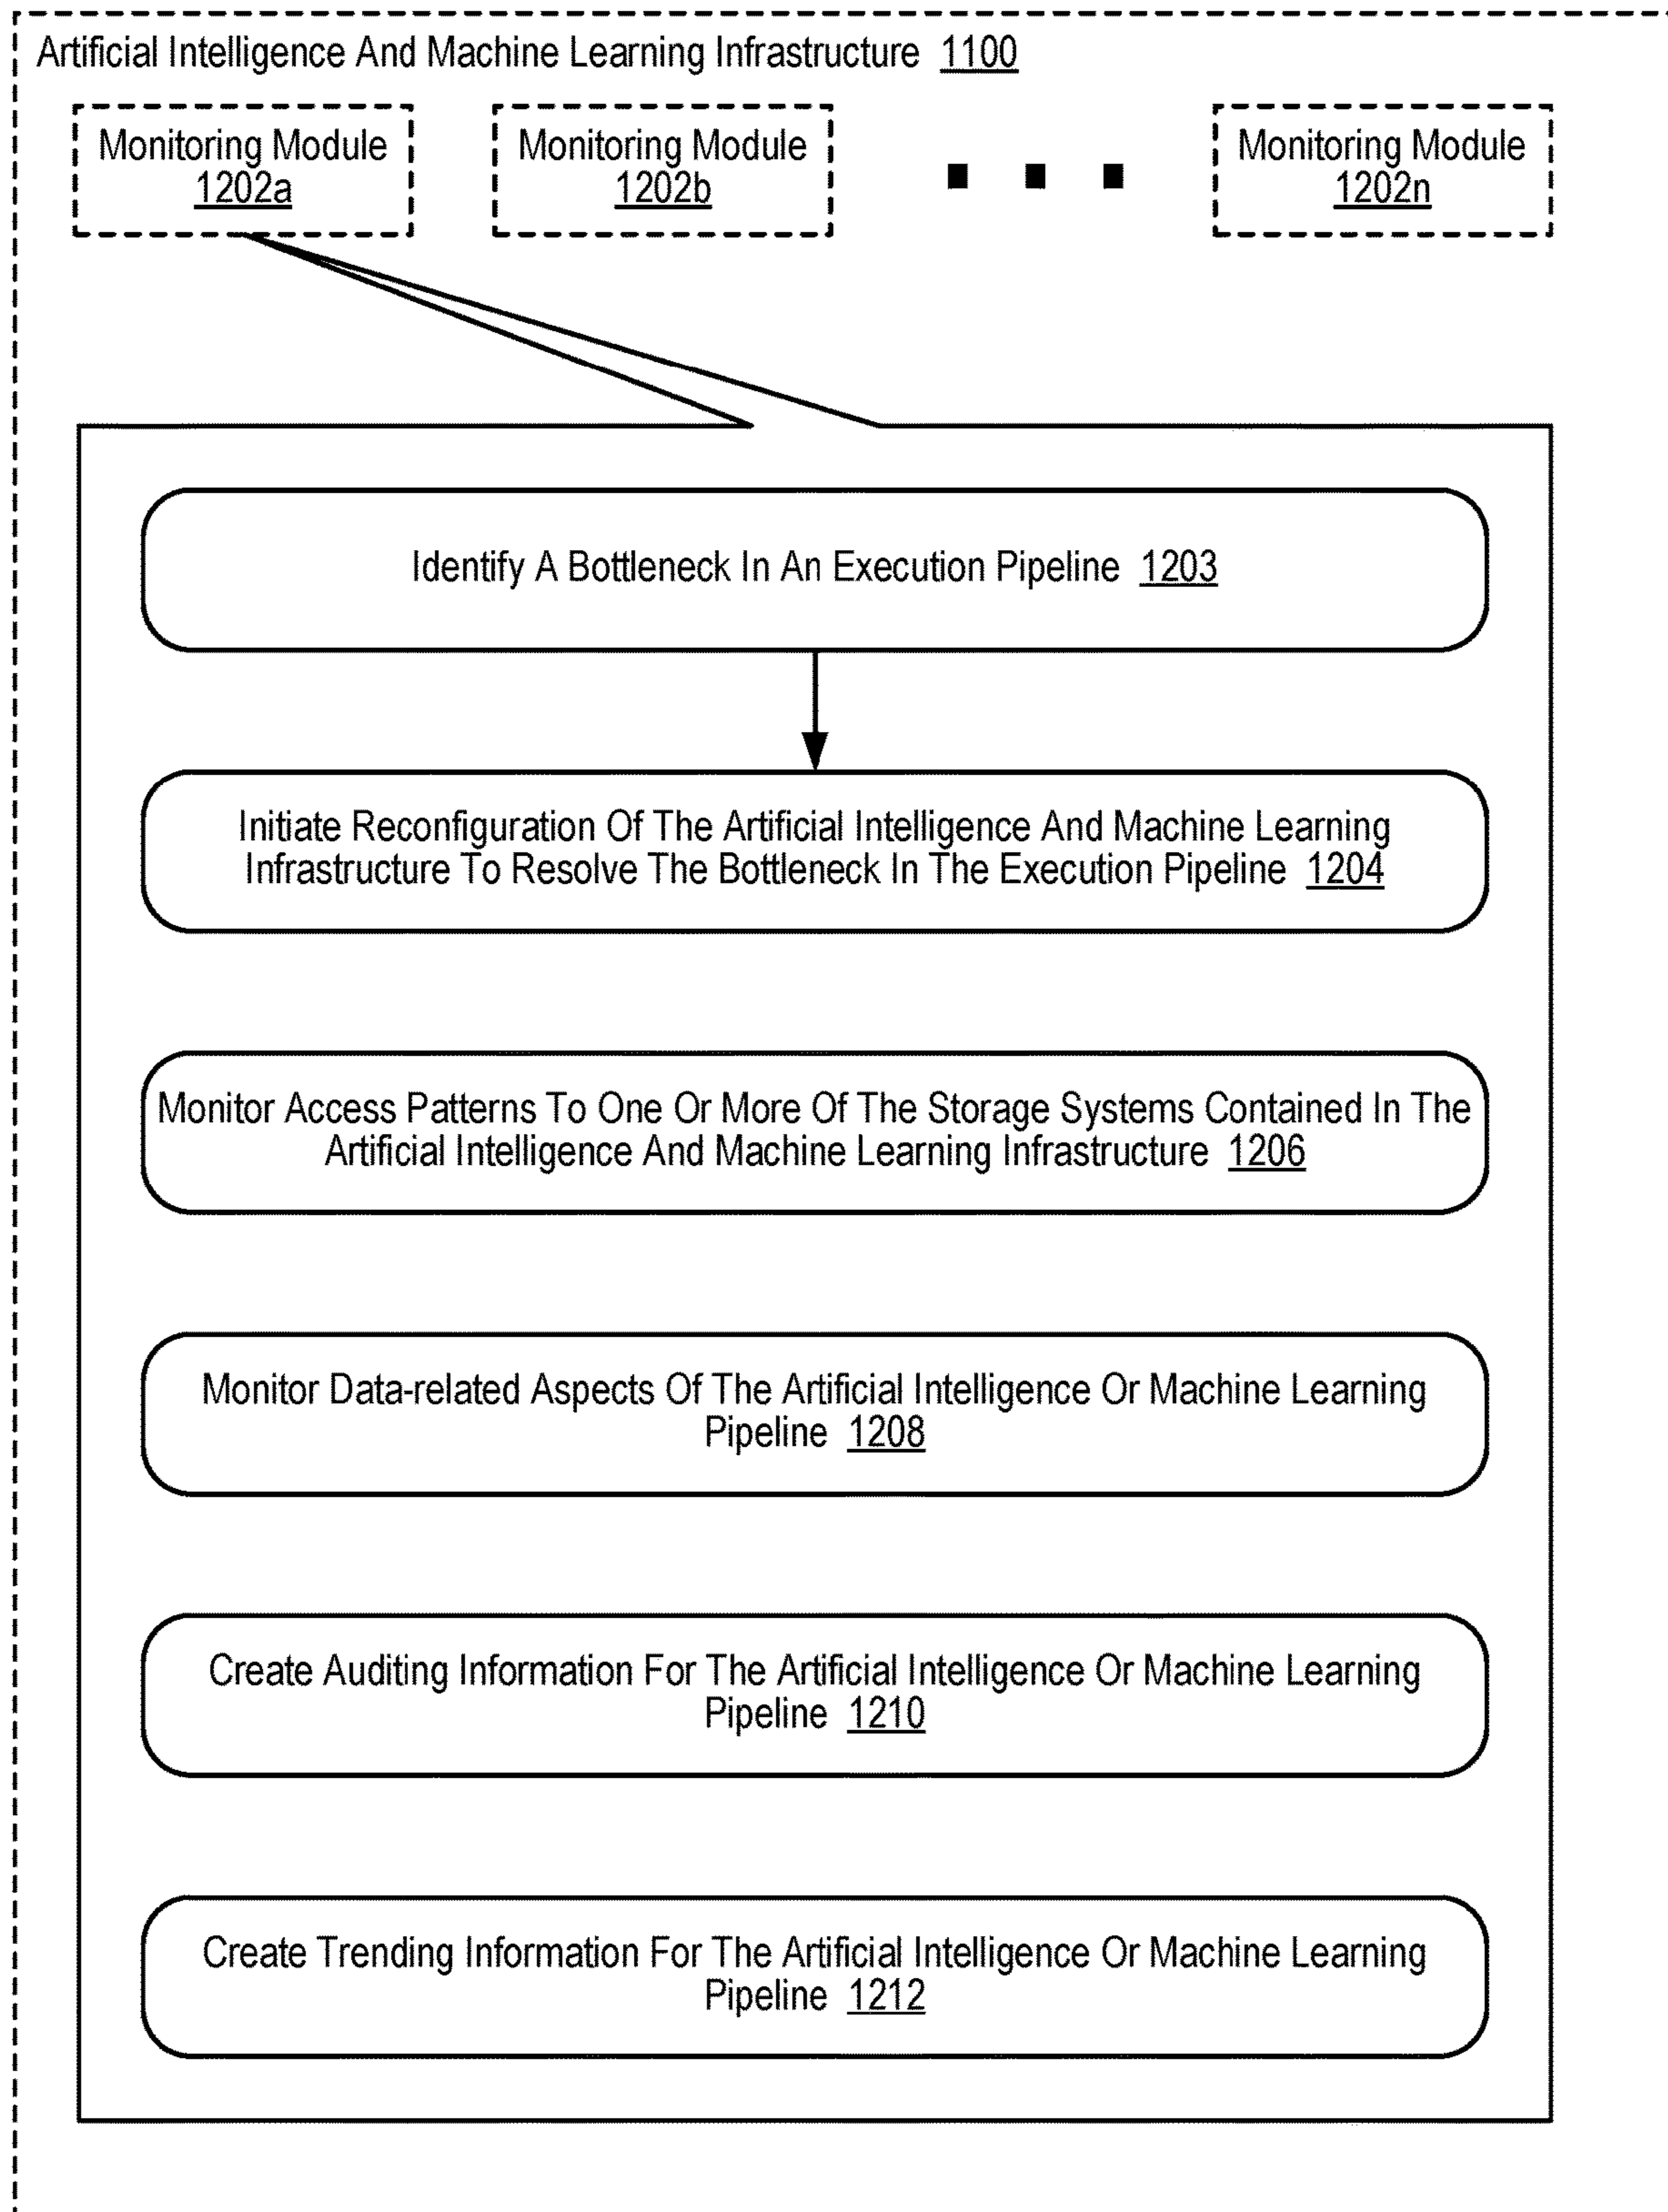 Artificial Intelligence And Machine Learning Infrastructure 1100
Monitoring Module
1202a
Monitoring Module
1202b
Monitoring Module
1202n
Identify A Bottleneck In An Execution Pipeline 1203
Initiate Reconfiguration Of The Artificial Intelligence And Machine Learning
Infrastructure To Resolve The Bottleneck In The Execution Pipeline 1204
Monitor Access Patterns To One Or More Of The Storage Systems Contained In The
Artificial Intelligence And Machine Learning Infrastructure 1206
Monitor Data-related Aspects Of The Artificial Intelligence Or Machine Learning
Pipeline 1208
Create Auditing Information For The Artificial Intelligence Or Machine Learning
Pipeline 1210
Create Trending Information For The Artificial Intelligence Or Machine Learning
Pipeline 1212